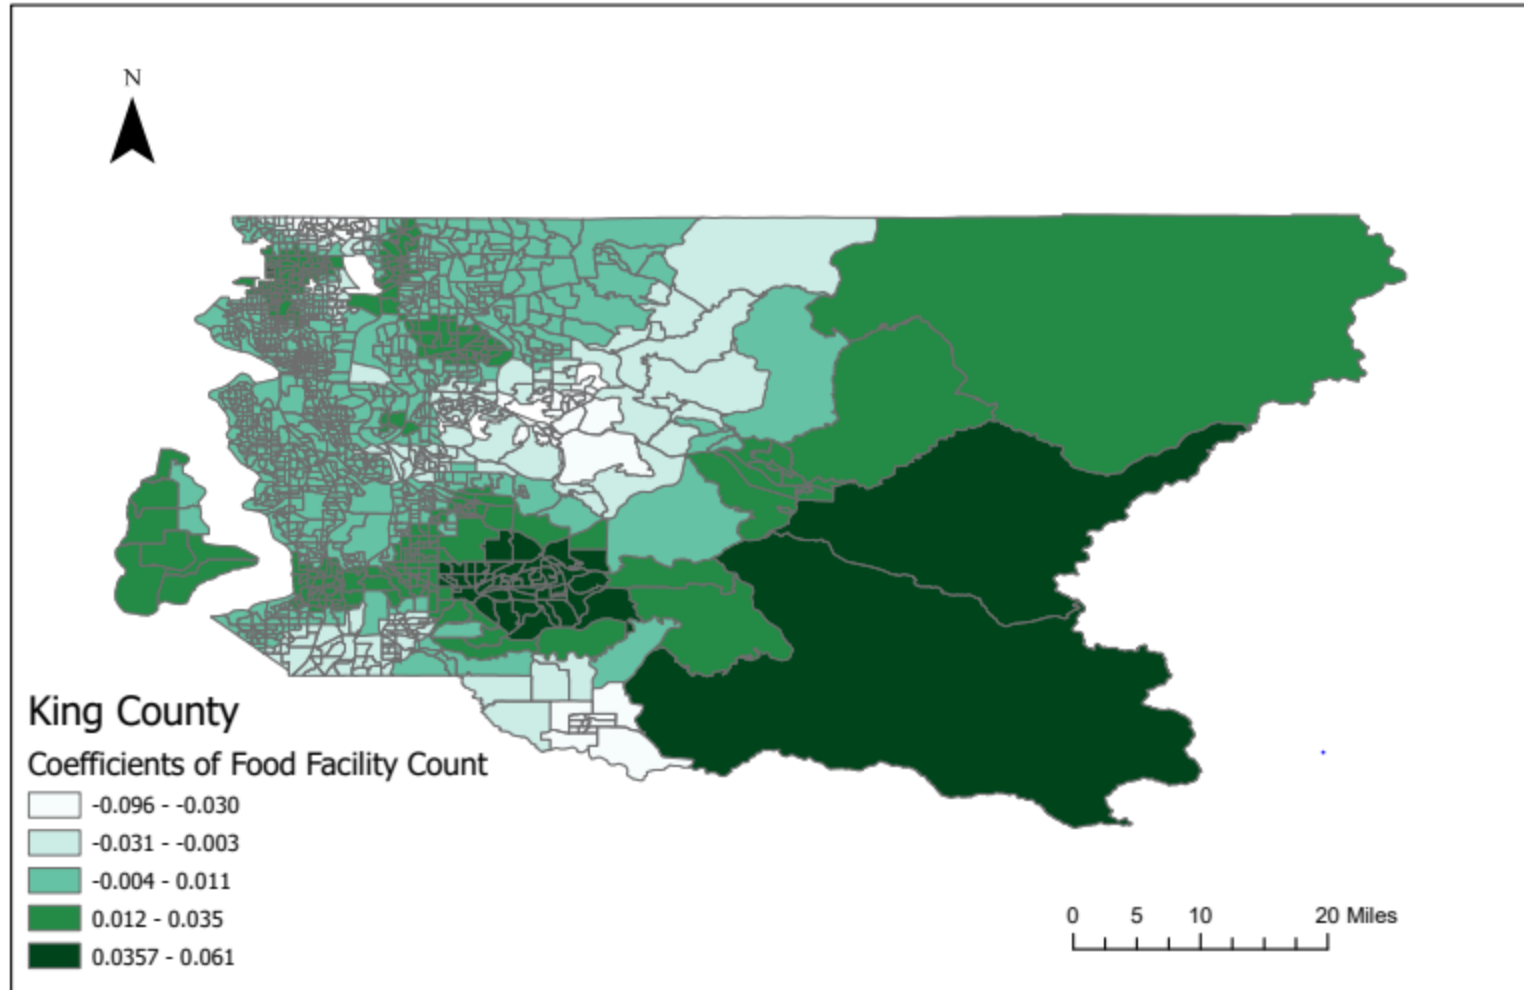 N
King County
Coefficients of Food Facility Count
-0.096 - -0.030
-0.031 - -0.003
-0.004 - 0.011
0.012 - 0.035
0.0357 - 0.061
0 5 10 20 Miles